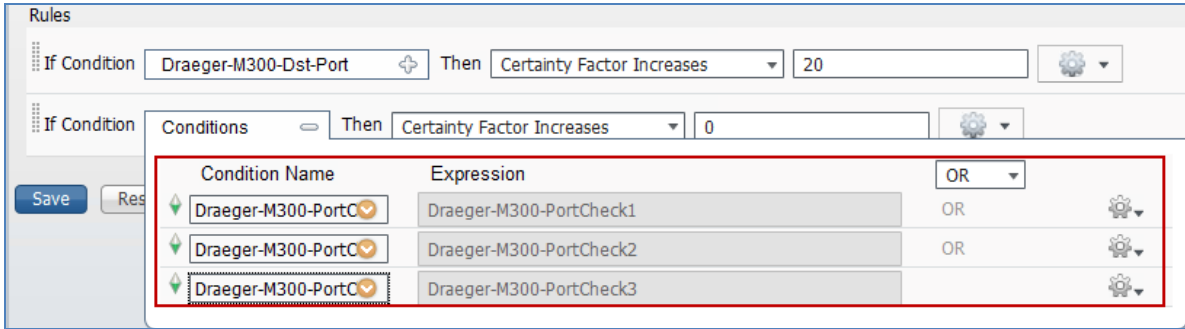 Rules
If Condition Draeger-M300-Dst-Port Then Certainty Factor Increases 20
If Condition Conditions Then Certainty Factor Increases 0
Condition Name Expression OR
Save Res Draeger-M300-PortC Draeger-M300-PortCheck1 OR
Draeger-M300-PortC Draeger-M300-PortCheck2 OR
Draeger-M300-PortC Draeger-M300-PortCheck3